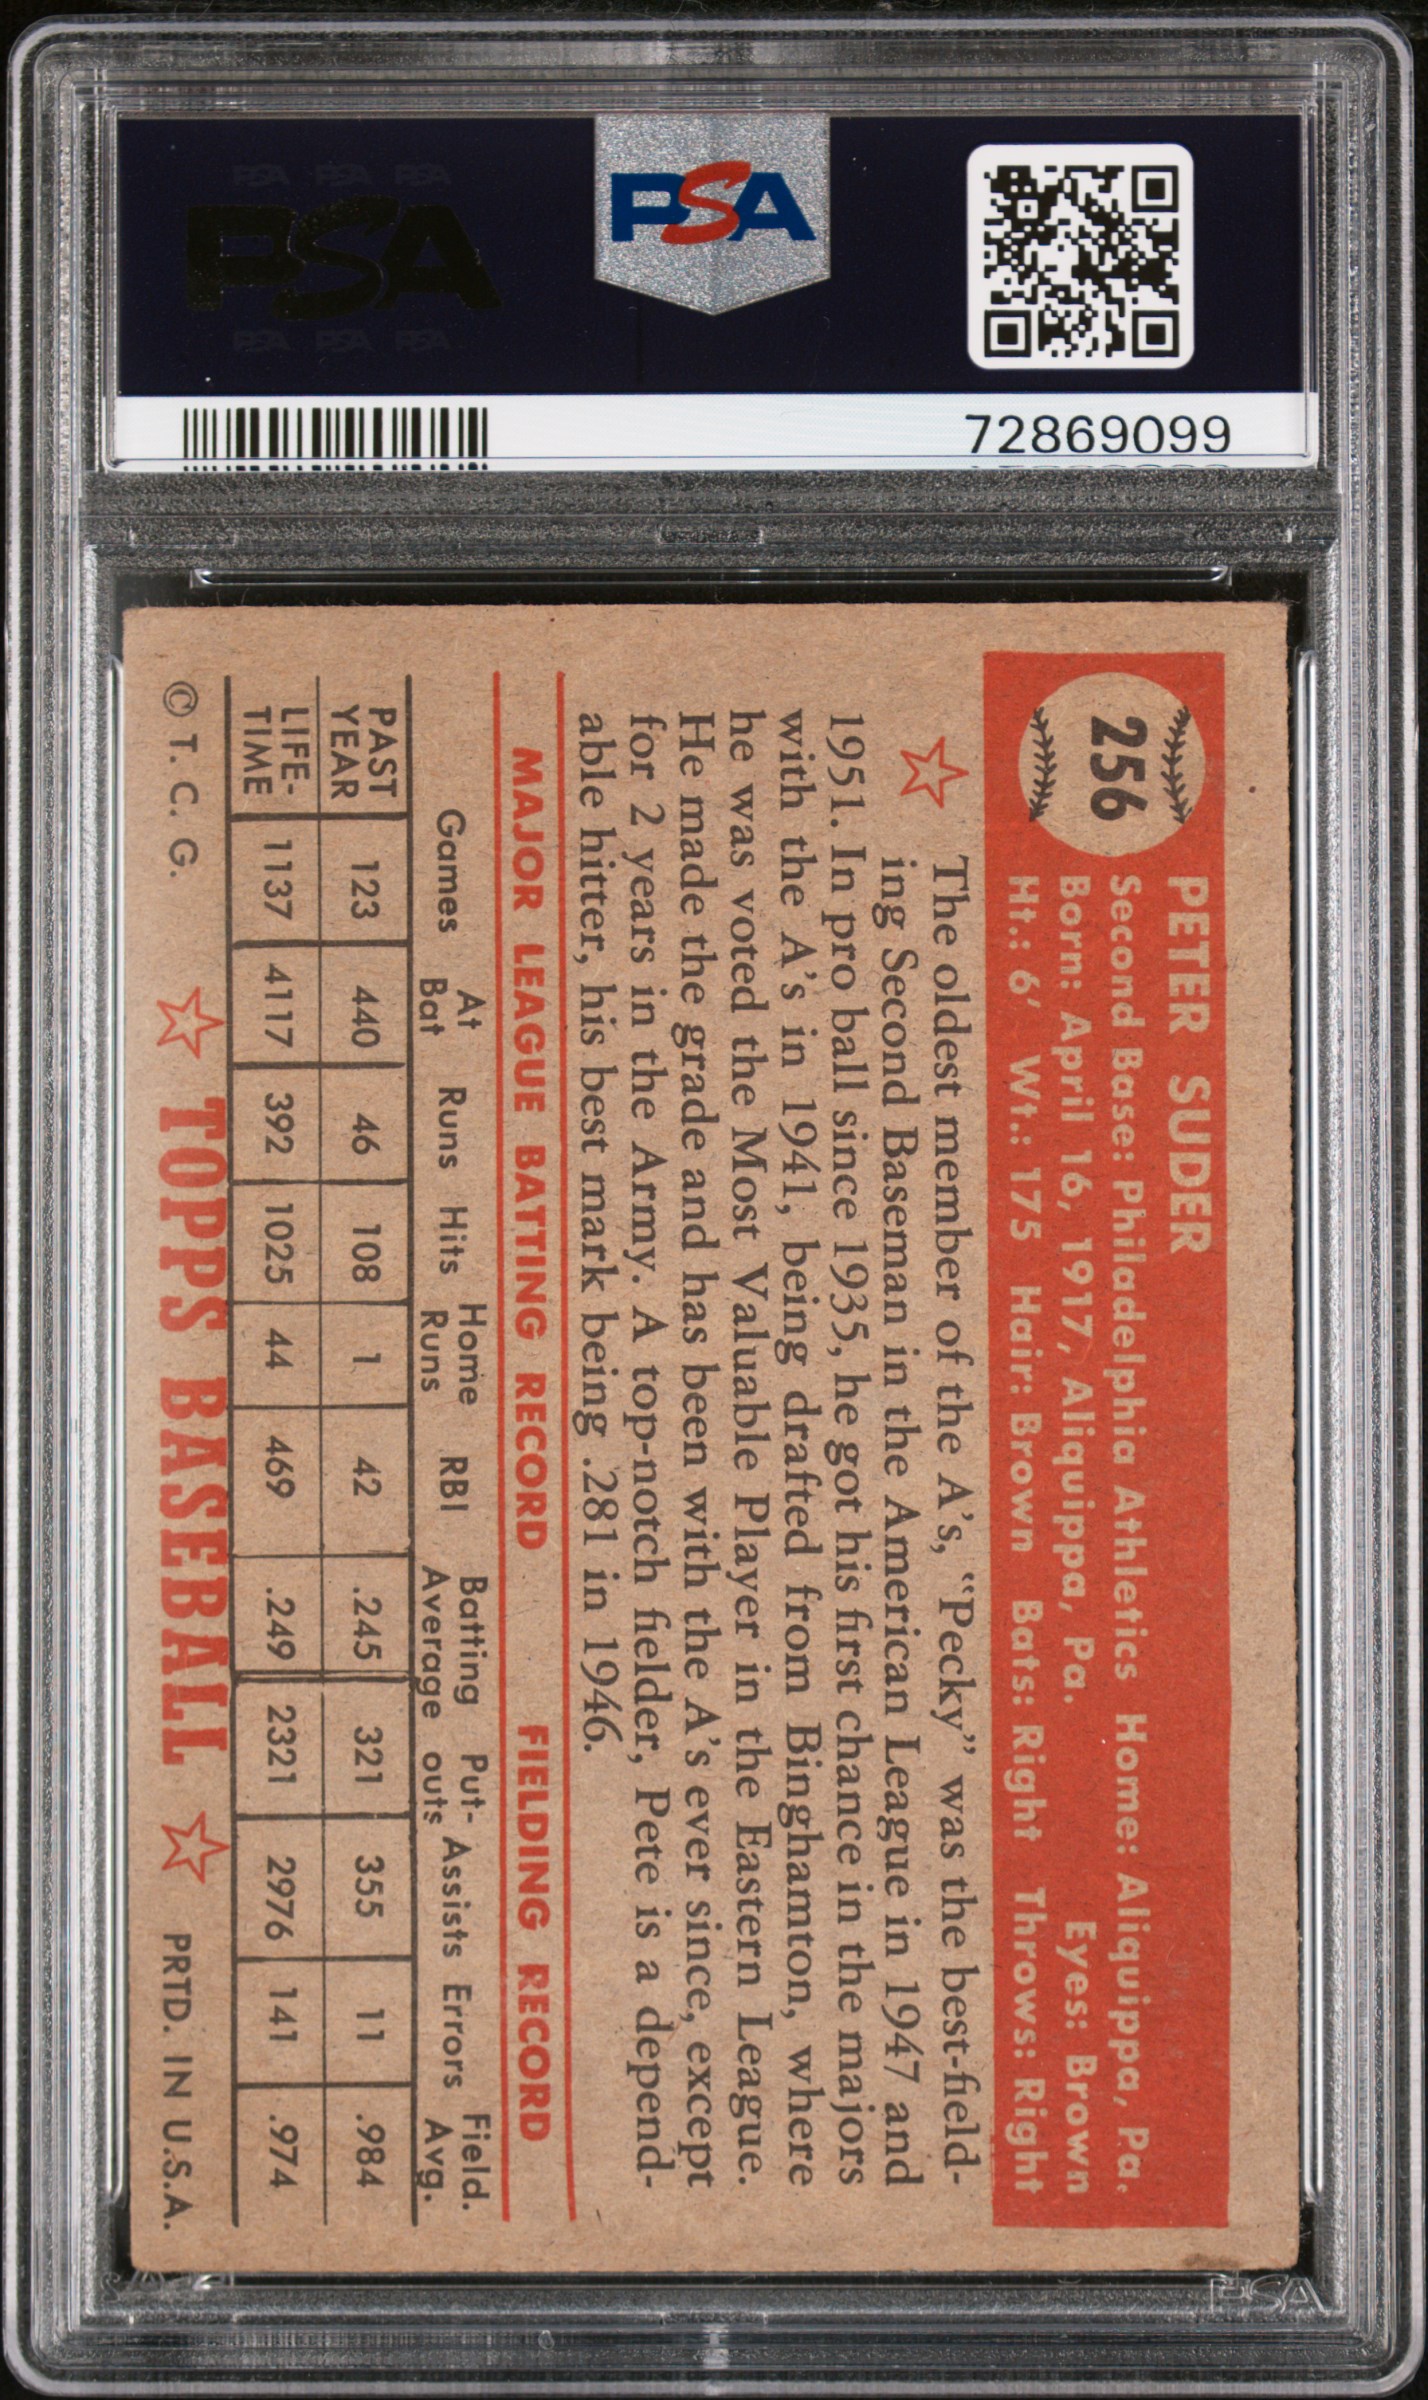 PSA PSA PSA
PSA
PSA PSA PSA
PSA
72869099
256
PETER SUDER
Second Base: Philadelphia Athletics Home: Aliquippa, Pa.
Born: April 16, 1917, Aliquippa, Pa. Eyes: Brown
Ht.: 6' Wt.: 175 Hair: Brown Bats: Right Throws: Right
The oldest member of the A's, "Pecky" was the best-field-
ing Second Baseman in the American League in 1947 and
1951. In pro ball since 1935, he got his first chance in the majors
with the A's in 1941, being drafted from Binghamton, where
he was voted the Most Valuable Player in the Eastern League.
He made the grade and has been with the A's ever since, except
for 2 years in the Army. A top-notch fielder, Pete is a depend-
able hitter, his best mark being .281 in 1946.
MAJOR LEAGUE BATTING RECORD FIELDING RECORD
Games At Bat Runs Hits Home Runs RBI Batting Average Put-outs Assists Errors Field. Avg.
PAST YEAR 123 440 46 108 1 42 .245 321 355 11 .984
LIFE-TIME 1137 4117 392 1025 44 469 .249 2321 2976 141 .974
© T. C. G. TOPPS BASEBALL PRTD. IN U.S.A.
PSA